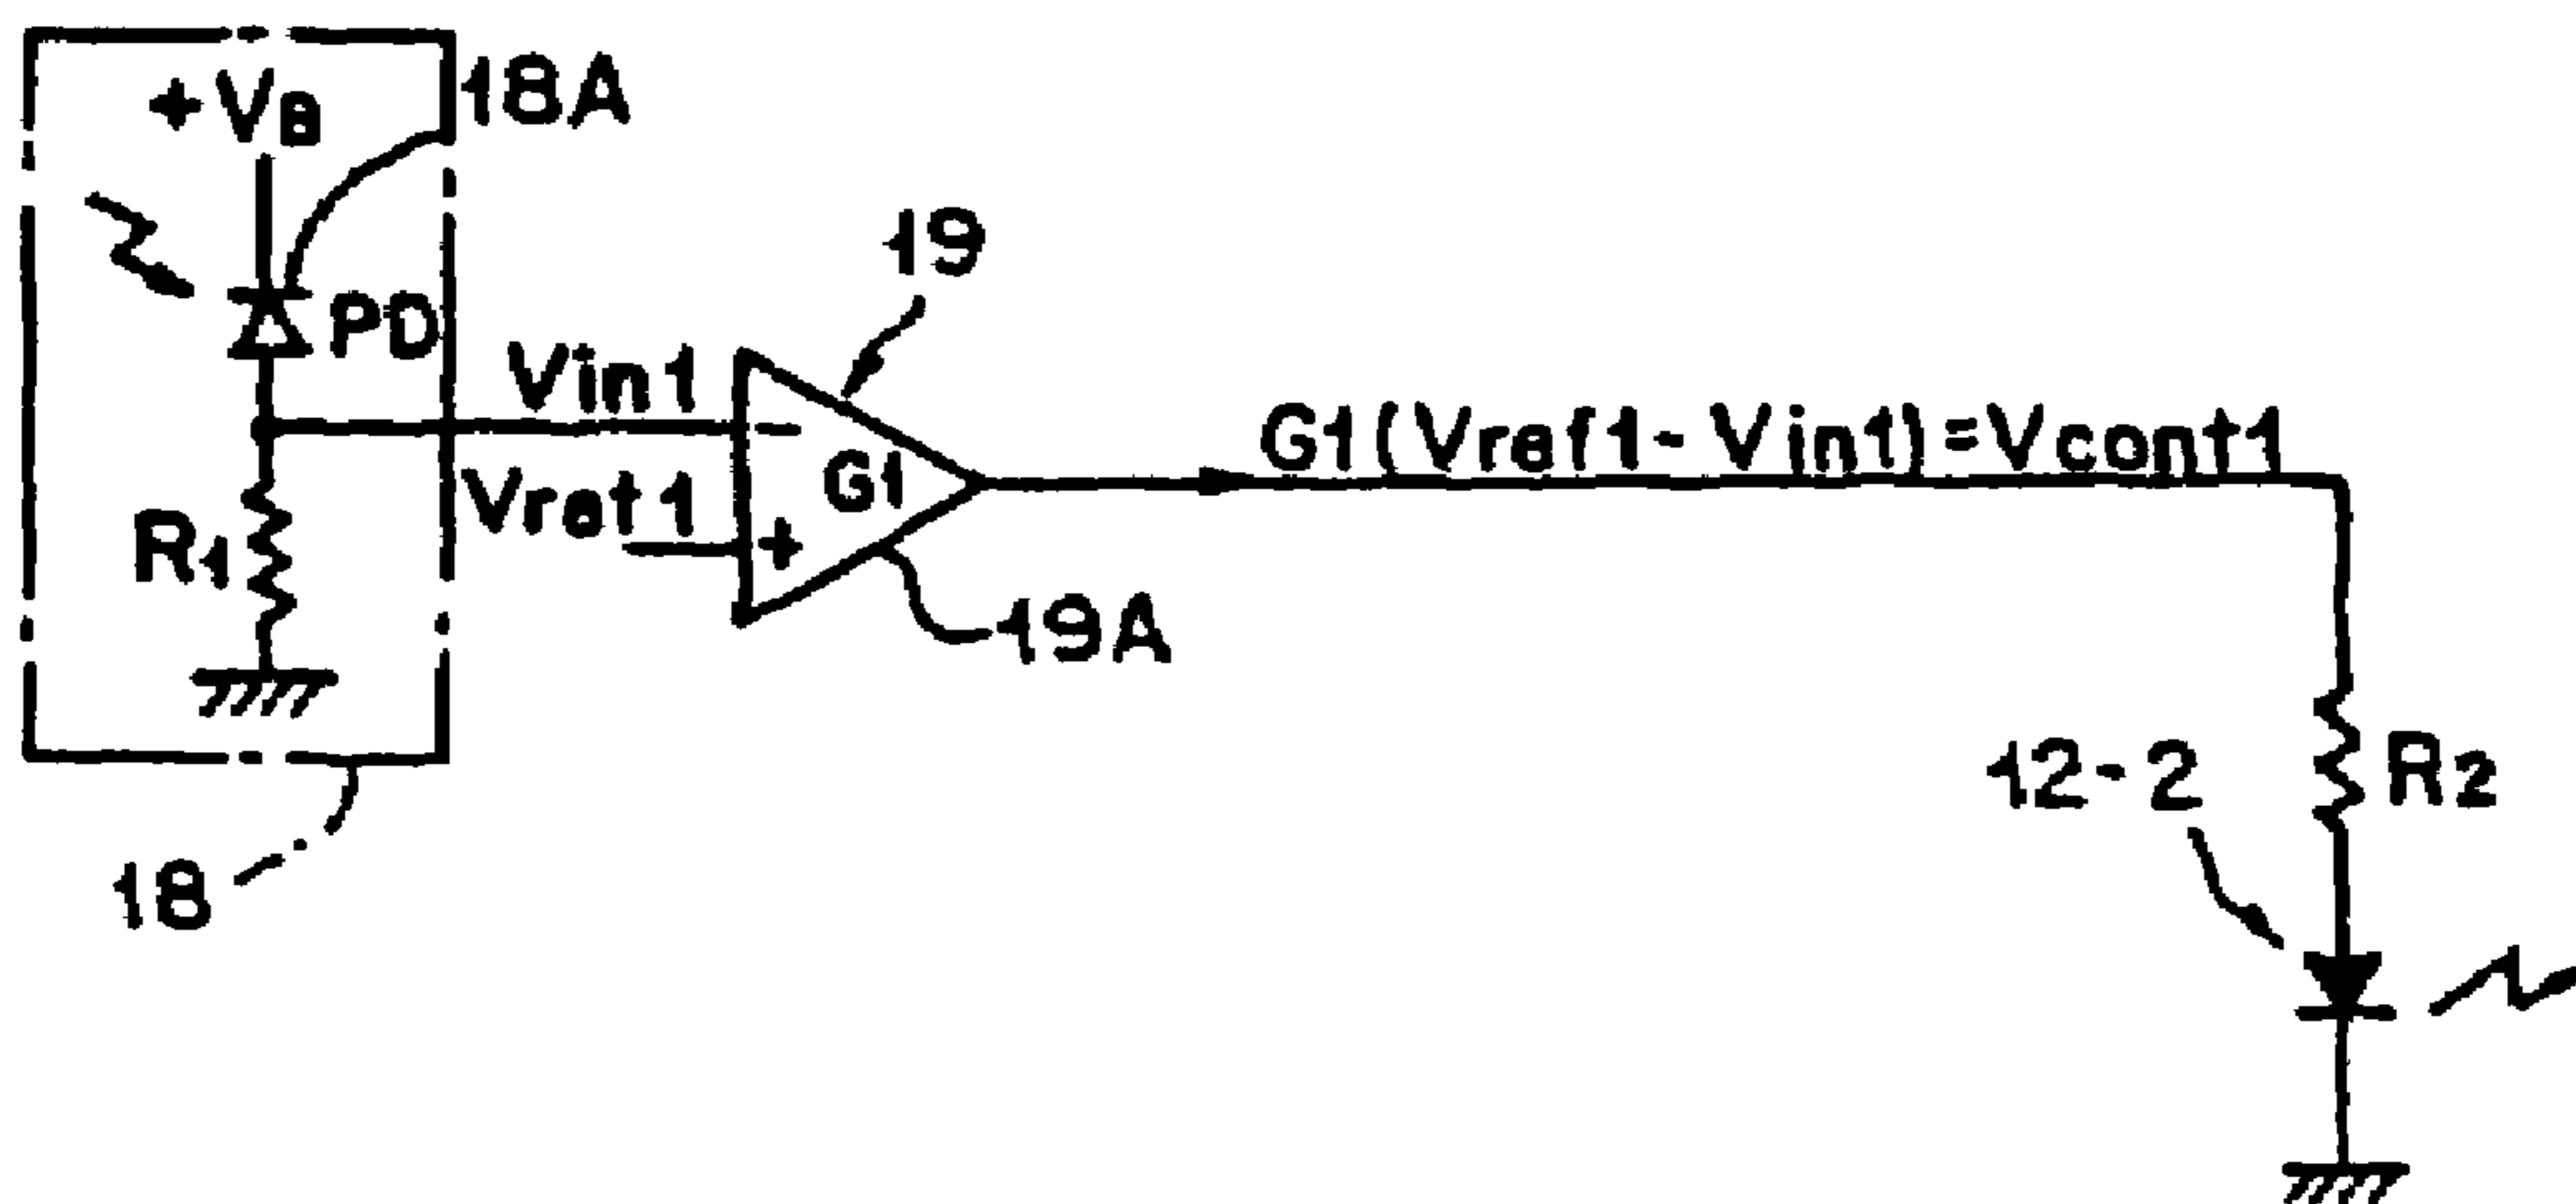 +VB
18A
PD
R1
18
Vin1
Vref1
-
+
G1
19
19A
G1(Vref1-Vin1)=Vcont1
R2
12-2